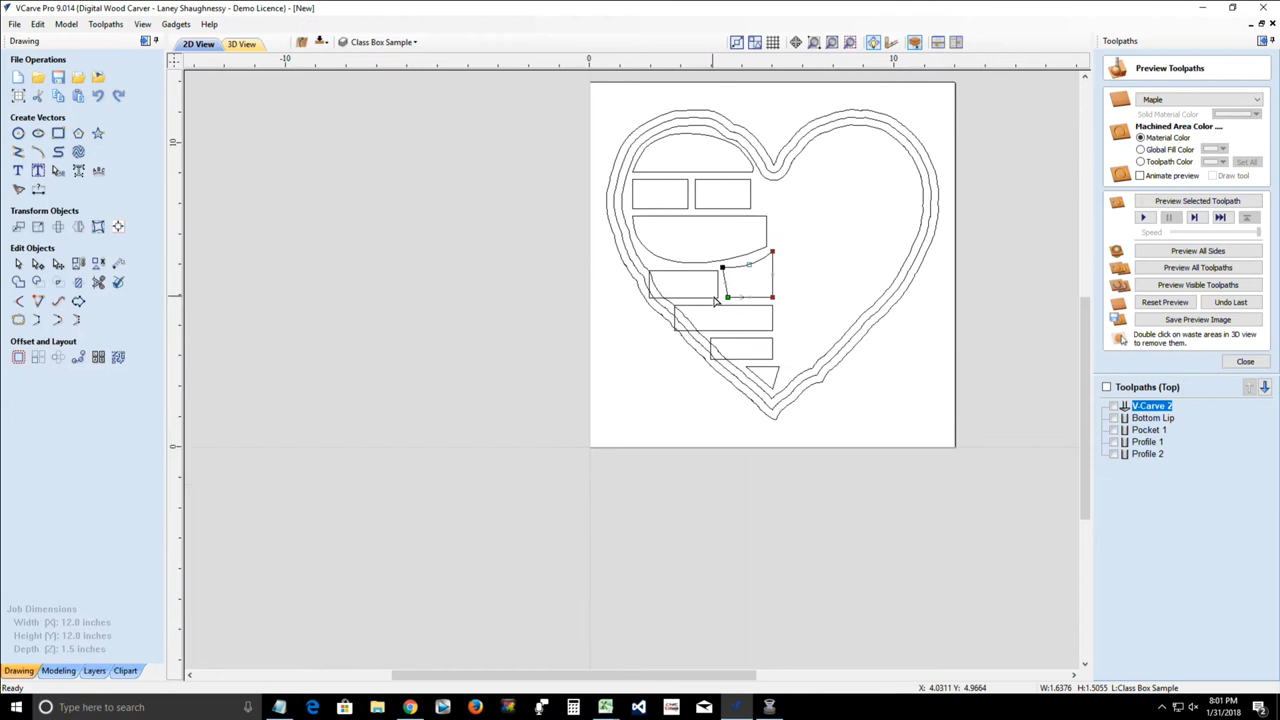 VCarve Pro 9.014 {Digital Wood Carver - Laney Shaughnessy - Demo Licence} - [New]
File Edit Model Toolpaths View Gadgets Help
Drawing
2D View 3D View
Class Box Sample
Toolpaths
File Operations
-10 0 10
Create Vectors
Transform Objects
Edit Objects
Offset and Layout
10
0
Job Dimensions
Width (X): 12.0 inches
Height (Y): 12.0 inches
Depth (Z): 1.5 inches
Drawing Modeling Layers Clipart
Preview Toolpaths
Maple
Solid Material Color
Machined Area Color ....
Material Color
Global Fill Color
Toolpath Color Set All
Animate preview Draw tool
Preview Selected Toolpath
Speed
Preview All Sides
Preview All Toolpaths
Preview Visible Toolpaths
Reset Preview Undo Last
Save Preview Image
Double click on waste areas in 3D view
to remove them.
Close
Toolpaths (Top)
V-Carve 2
Bottom Lip
Pocket 1
Profile 1
Profile 2
Ready
X: 4.0311 Y: 4.9664
W:1.6376 H:1.5055 L:Class Box Sample
Type here to search
8:01 PM
1/31/2018